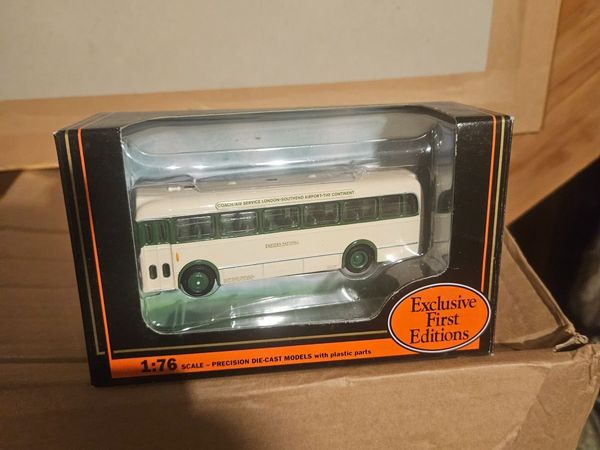 COACH/AIR SERVICE LONDON-SOUTHEND AIRPORT-THE CONTINENT
EASTERN NATIONAL
Exclusive
First
Editions
1:76 SCALE - PRECISION DIE-CAST MODELS with plastic parts